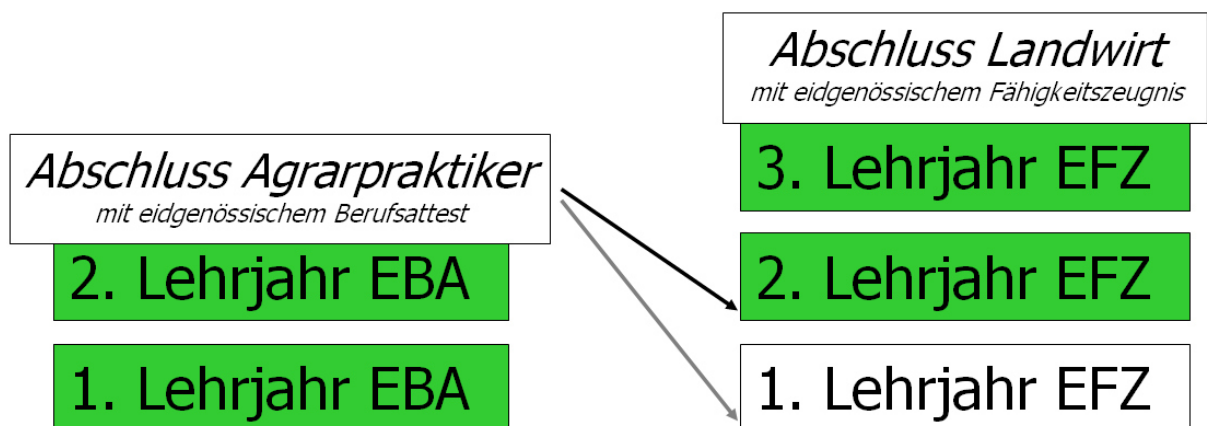 Abschluss Agrarpraktiker
mit eidgenössischem Berufsattest
2. Lehrjahr EBA
1. Lehrjahr EBA
Abschluss Landwirt
mit eidgenössischem Fähigkeitszeugnis
3. Lehrjahr EFZ
2. Lehrjahr EFZ
1. Lehrjahr EFZ